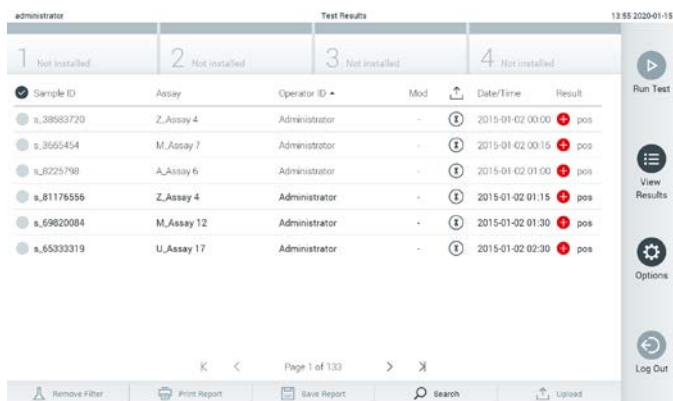 administrator Test Results 13:55 2020-01-15
1 Not installed 2 Not installed 3 Not installed 4 Not installed
Sample ID Assay Operator ID Mod Date/Time Result
s_38583720 Z_Assay 4 Administrator - 2015-01-02 00:00 pos
s_3665454 M_Assay 7 Administrator - 2015-01-02 00:15 pos
s_8225798 A_Assay 6 Administrator - 2015-01-02 01:00 pos
s_81176556 Z_Assay 4 Administrator - 2015-01-02 01:15 pos
s_69820084 M_Assay 12 Administrator - 2015-01-02 01:30 pos
s_65333319 U_Assay 17 Administrator - 2015-01-02 02:30 pos
Page 1 of 133
Remove Filter Print Report Save Report Search Upload
Run Test
View
Results
Options
Log Out